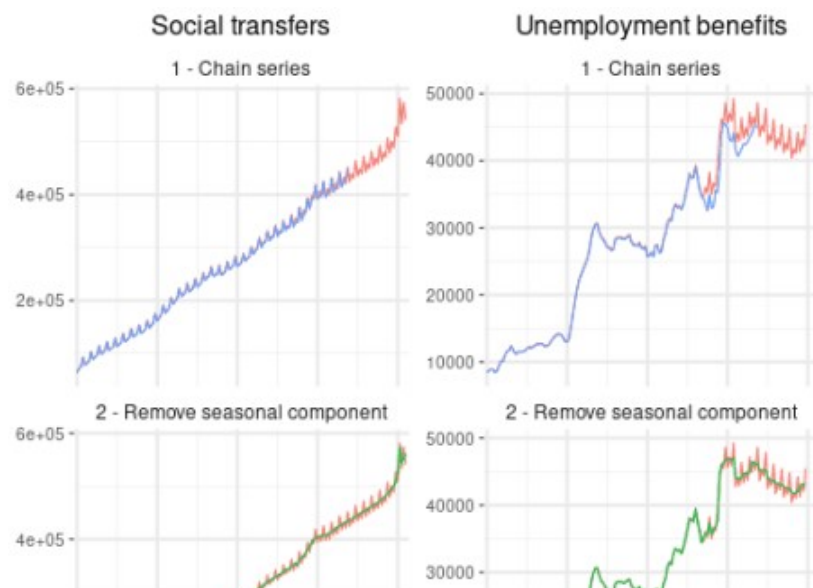 Social transfers
Unemployment benefits
1 - Chain series
1 - Chain series
6e+05
4e+05
2e+05
50000
40000
30000
20000
10000
2 - Remove seasonal component
2 - Remove seasonal component
6e+05
4e+05
50000
40000
30000